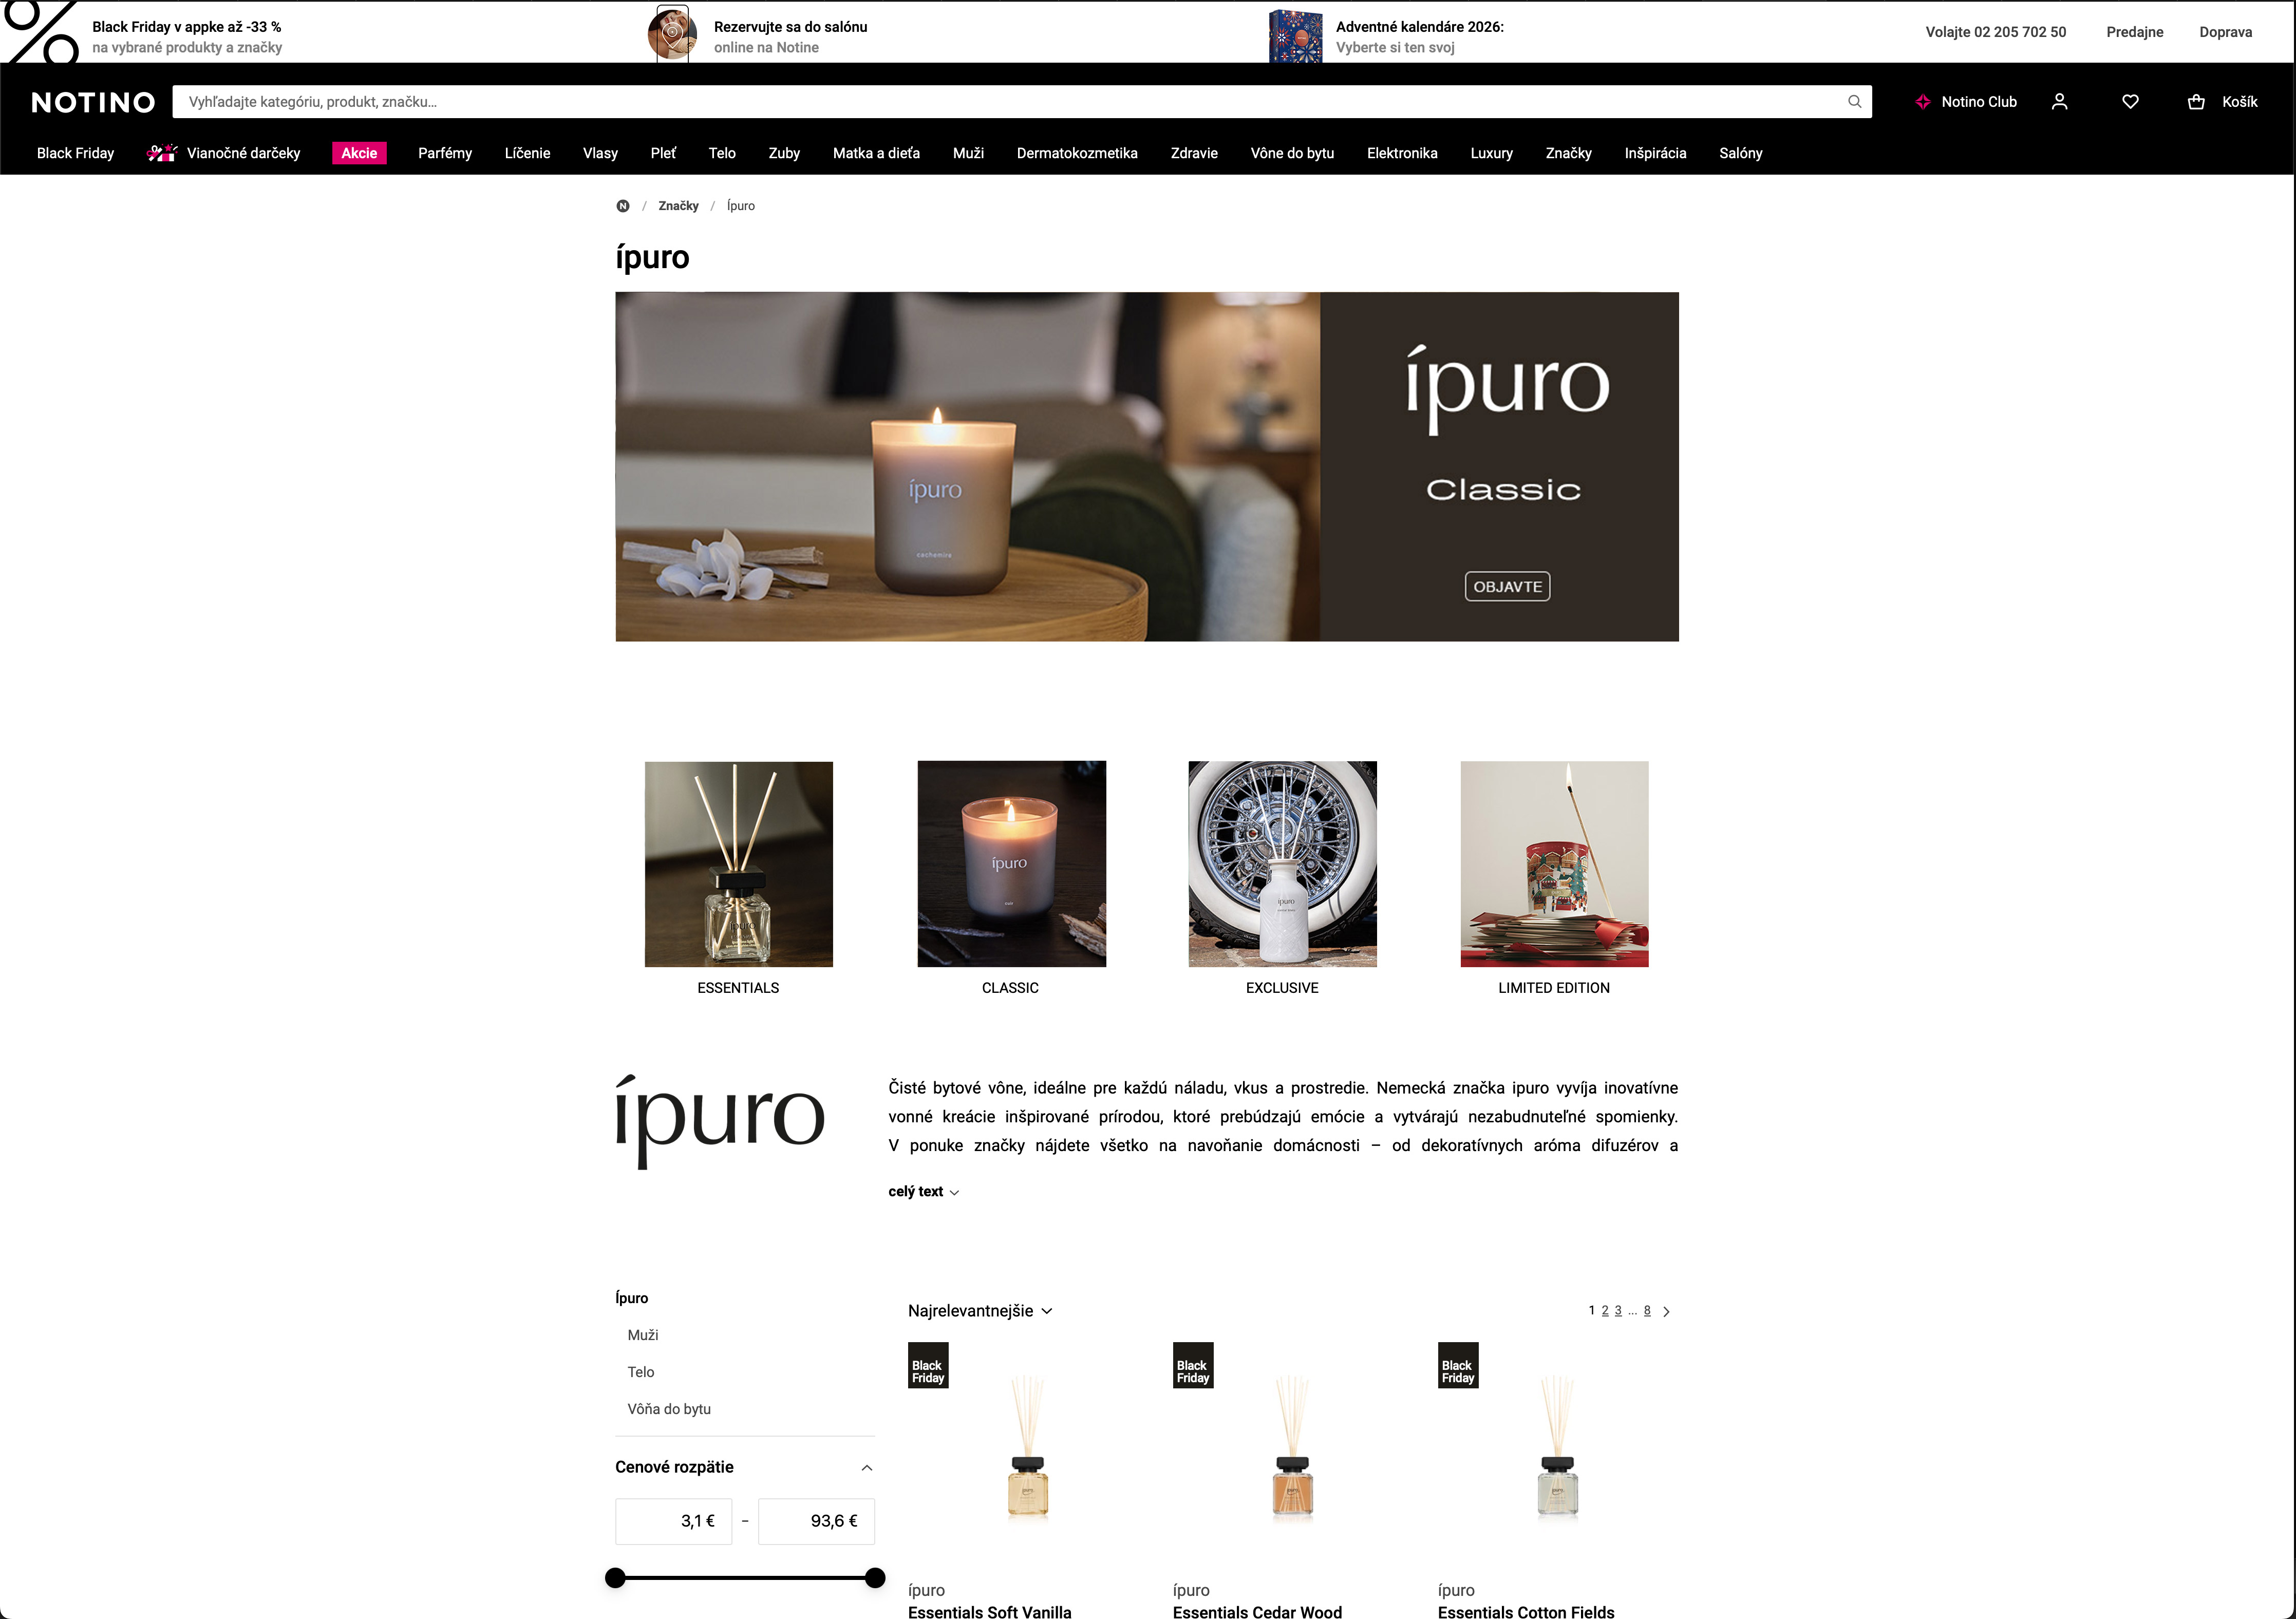 Black Friday v appke až -33 %
na vybrané produkty a značky
Rezervujte sa do salónu
online na Notine
Adventné kalendáre 2026:
Vyberte si ten svoj
Volajte 02 205 702 50
Predajne
Doprava
NOTINO
Vyhľadajte kategóriu, produkt, značku...
Notino Club
Košík
Black Friday
Vianočné darčeky
Akcie
Parfémy
Líčenie
Vlasy
Pleť
Telo
Zuby
Matka a dieťa
Muži
Dermatokozmetika
Zdravie
Vône do bytu
Elektronika
Luxury
Značky
Inšpirácia
Salóny
N / Značky / Ípuro
ípuro
ípuro
cachemire
ípuro
Classic
OBJAVTE
ípuro
ípuro
ípuro
ESSENTIALS
CLASSIC
EXCLUSIVE
LIMITED EDITION
ípuro
Čisté bytové vône, ideálne pre každú náladu, vkus a prostredie. Nemecká značka ipuro vyvíja inovatívne
vonné kreácie inšpirované prírodou, ktoré prebúdzajú emócie a vytvárajú nezabudnuteľné spomienky.
V ponuke značky nájdete všetko na navoňanie domácnosti – od dekoratívnych aróma difuzérov a
celý text
Ípuro
Muži
Telo
Vôňa do bytu
Cenové rozpätie
3,1 € - 93,6 €
Najrelevantnejšie
1 2 3 ... 8
Black
Friday
ípuro
Essentials Soft Vanilla
Black
Friday
ípuro
Essentials Cedar Wood
Black
Friday
ípuro
Essentials Cotton Fields